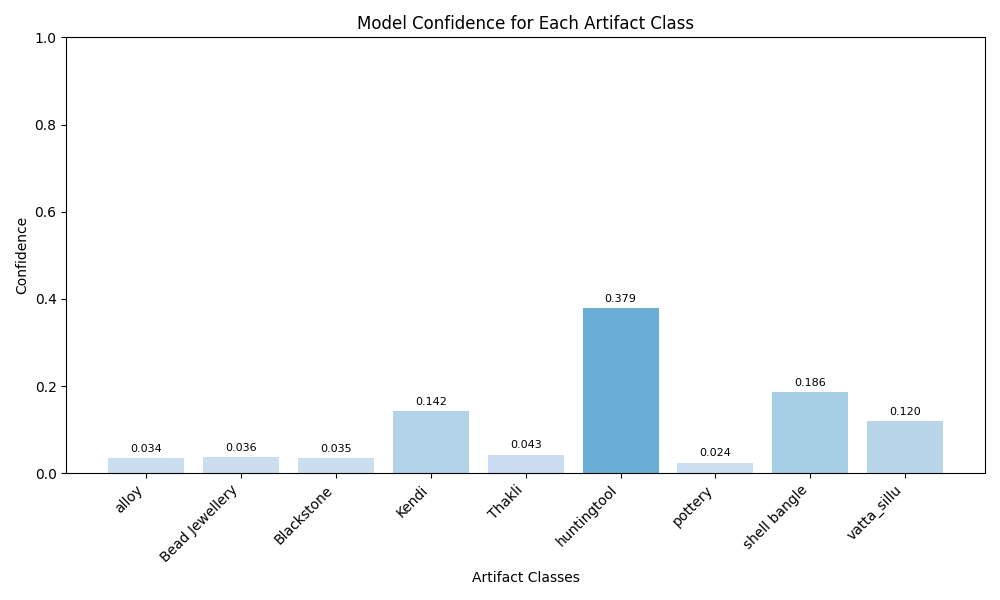 Model Confidence for Each Artifact Class
1.0
0.8
0.6
0.4
0.2
0.0
Confidence
0.034
0.036
0.035
0.142
0.043
0.379
0.024
0.186
0.120
alloy
Bead Jewellery
Blackstone
Kendi
Thakli
huntingtool
pottery
shell bangle
vatta_sillu
Artifact Classes